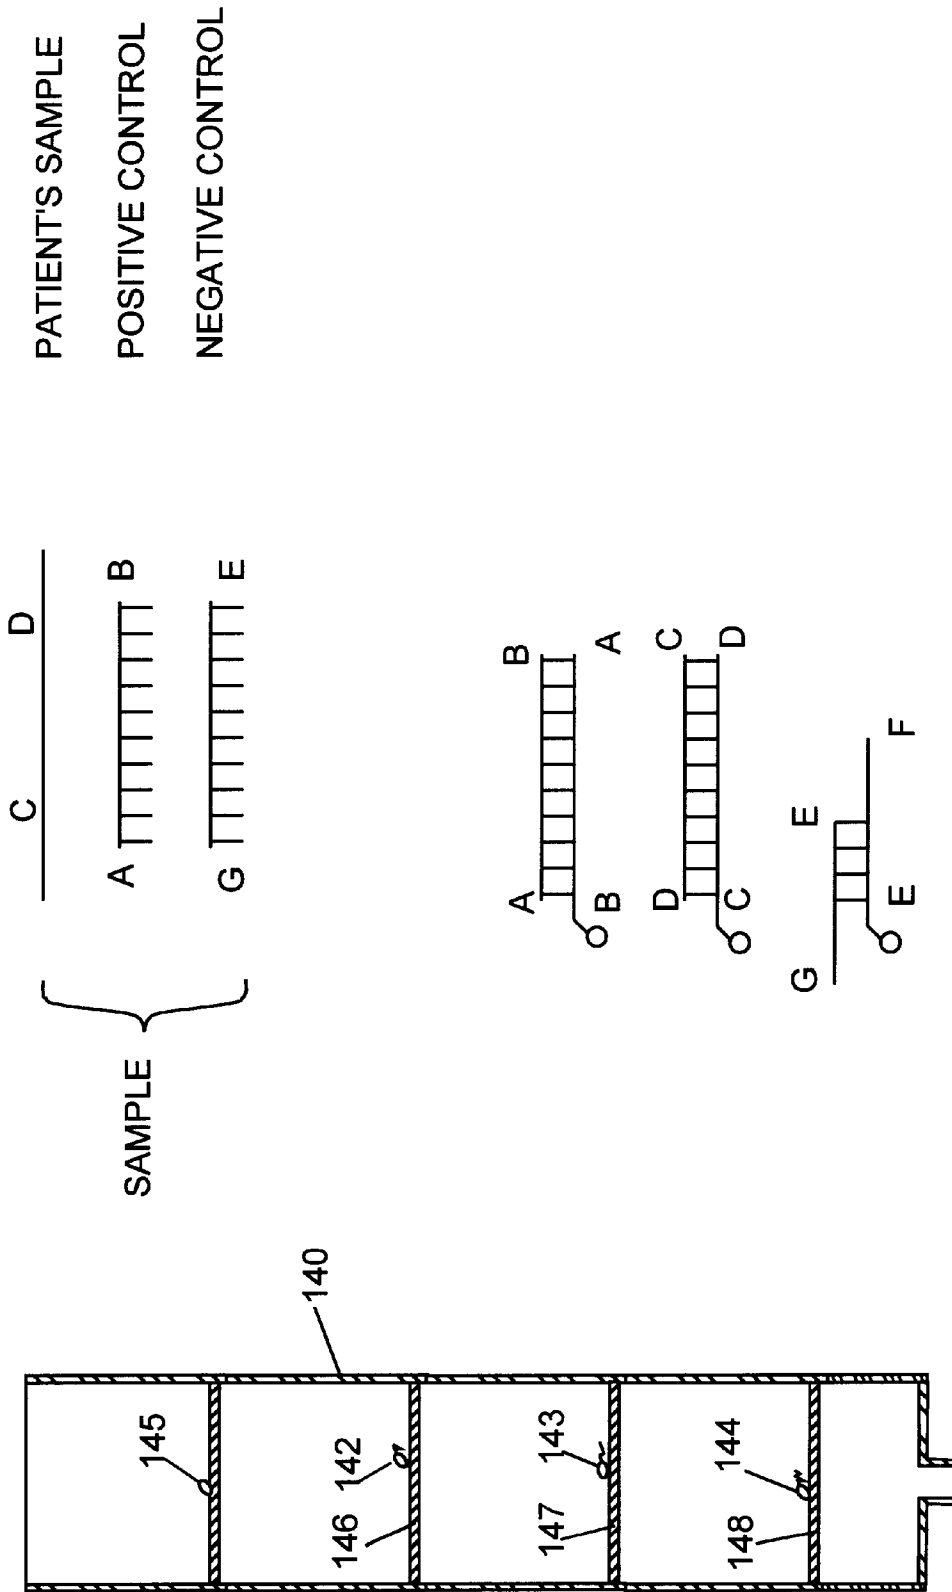 145
140
142
146
143
147
144
148
SAMPLE
C D
PATIENT'S SAMPLE
A B
POSITIVE CONTROL
G E
NEGATIVE CONTROL
A B
B A
D C
C D
G E
E F